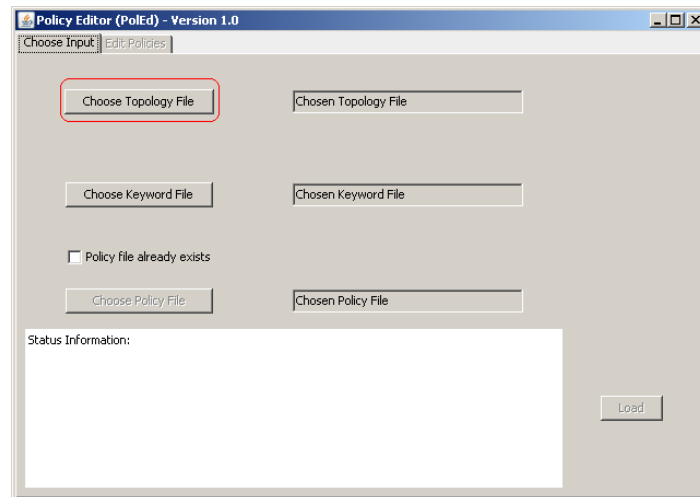 Policy Editor (PolEd) - Version 1.0
Choose Input Edit Policies
Choose Topology File Chosen Topology File
Choose Keyword File Chosen Keyword File
Policy file already exists
Choose Policy File Chosen Policy File
Status Information:
Load